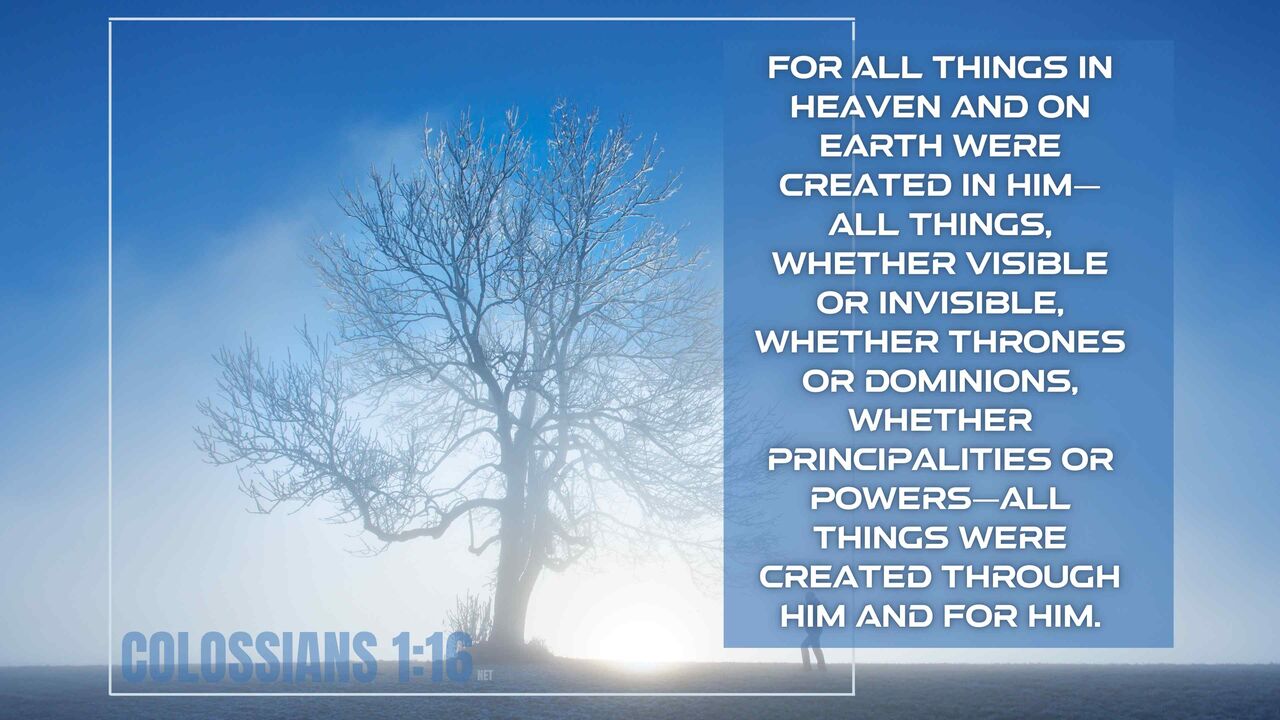 FOR ALL THINGS IN
HEAVEN AND ON
EARTH WERE
CREATED IN HIM—
ALL THINGS,
WHETHER VISIBLE
OR INVISIBLE,
WHETHER THRONES
OR DOMINIONS,
WHETHER
PRINCIPALITIES OR
POWERS—ALL
THINGS WERE
CREATED THROUGH
HIM AND FOR HIM.
COLOSSIANS 1:16 NET